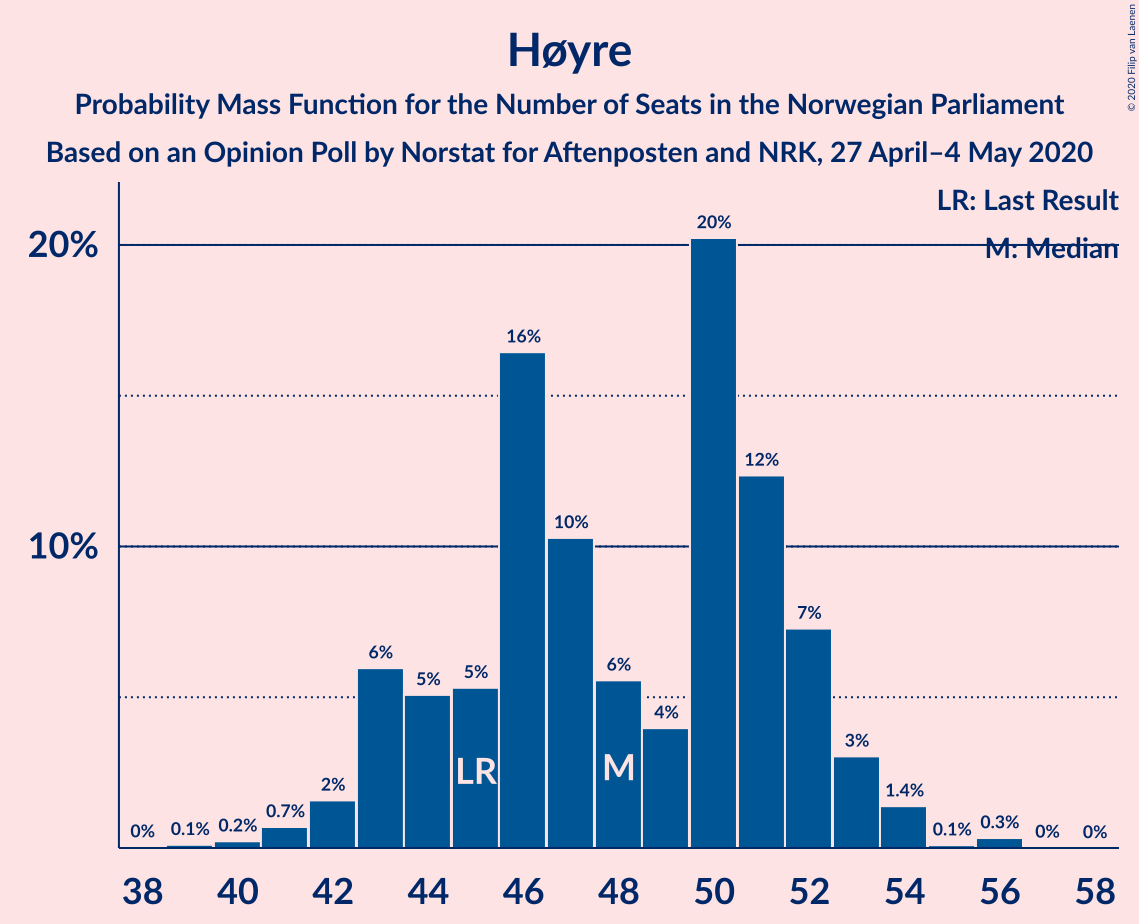 Høyre
Probability Mass Function for the Number of Seats in the Norwegian Parliament
Based on an Opinion Poll by Norstat for Aftenposten and NRK, 27 April–4 May 2020
© 2020 Filip van Laenen
LR: Last Result
M: Median
20%
10%
0%
0.1%
0.2%
0.7%
2%
6%
5%
5%
16%
10%
6%
4%
20%
12%
7%
3%
1.4%
0.1%
0.3%
0%
0%
LR
M
38 40 42 44 46 48 50 52 54 56 58